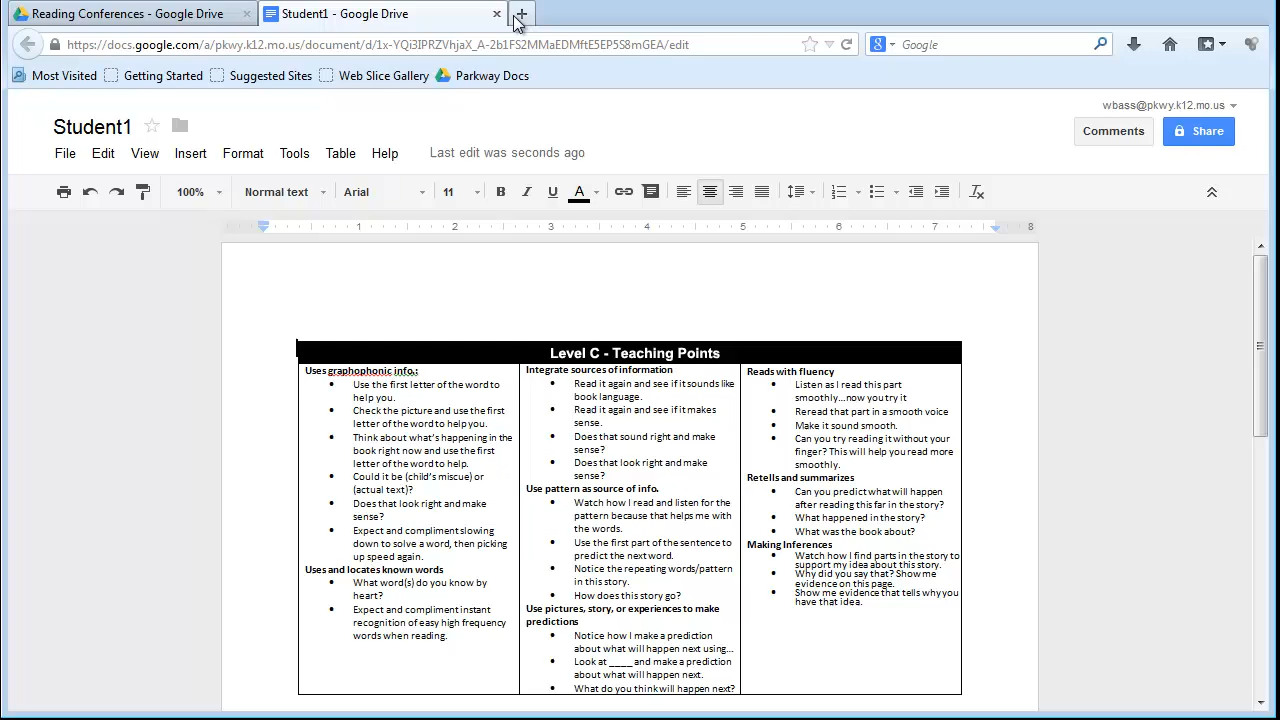 Reading Conferences - Google Drive
Student1 - Google Drive
https://docs.google.com/a/pkwy.k12.mo.us/document/d/1x-YQi3IPRZVhjaX_A-2b1FS2MMaEDMftE5EP5S8mGEA/edit
Google
Most Visited
Getting Started
Suggested Sites
Web Slice Gallery
Parkway Docs
wbass@pkwy.k12.mo.us
Student1
Comments
Share
File Edit View Insert Format Tools Table Help
Last edit was seconds ago
100% Normal text Arial 11 B I U A
1 2 3 4 5 6 7 8
Level C - Teaching Points
Uses graphophonic info.:
• Use the first letter of the word to
help you.
• Check the picture and use the first
letter of the word to help you.
• Think about what's happening in the
book right now and use the first
letter of the word to help.
• Could it be (child's miscue) or
(actual text)?
• Does that look right and make
sense?
• Expect and compliment slowing
down to solve a word, then picking
up speed again.
Uses and locates known words
• What word(s) do you know by
heart?
• Expect and compliment instant
recognition of easy high frequency
words when reading.
Integrate sources of information
• Read it again and see if it sounds like
book language.
• Read it again and see if it makes
sense.
• Does that sound right and make
sense?
• Does that look right and make
sense?
Use pattern as source of info.
• Watch how I read and listen for the
pattern because that helps me with
the words.
• Use the first part of the sentence to
predict the next word.
• Notice the repeating words/pattern
in this story.
• How does this story go?
Use pictures, story, or experiences to make
predictions
• Notice how I make a prediction
about what will happen next using...
• Look at ____ and make a prediction
about what will happen next.
• What do you think will happen next?
Reads with fluency
• Listen as I read this part
smoothly...now you try it
• Reread that part in a smooth voice
• Make it sound smooth.
• Can you try reading it without your
finger? This will help you read more
smoothly.
Retells and summarizes
• Can you predict what will happen
after reading this far in the story?
• What happened in the story?
• What was the book about?
Making Inferences
• Watch how I find parts in the story to
support my idea about this story.
• Why did you say that? Show me
evidence on this page.
• Show me evidence that tells why you
have that idea.